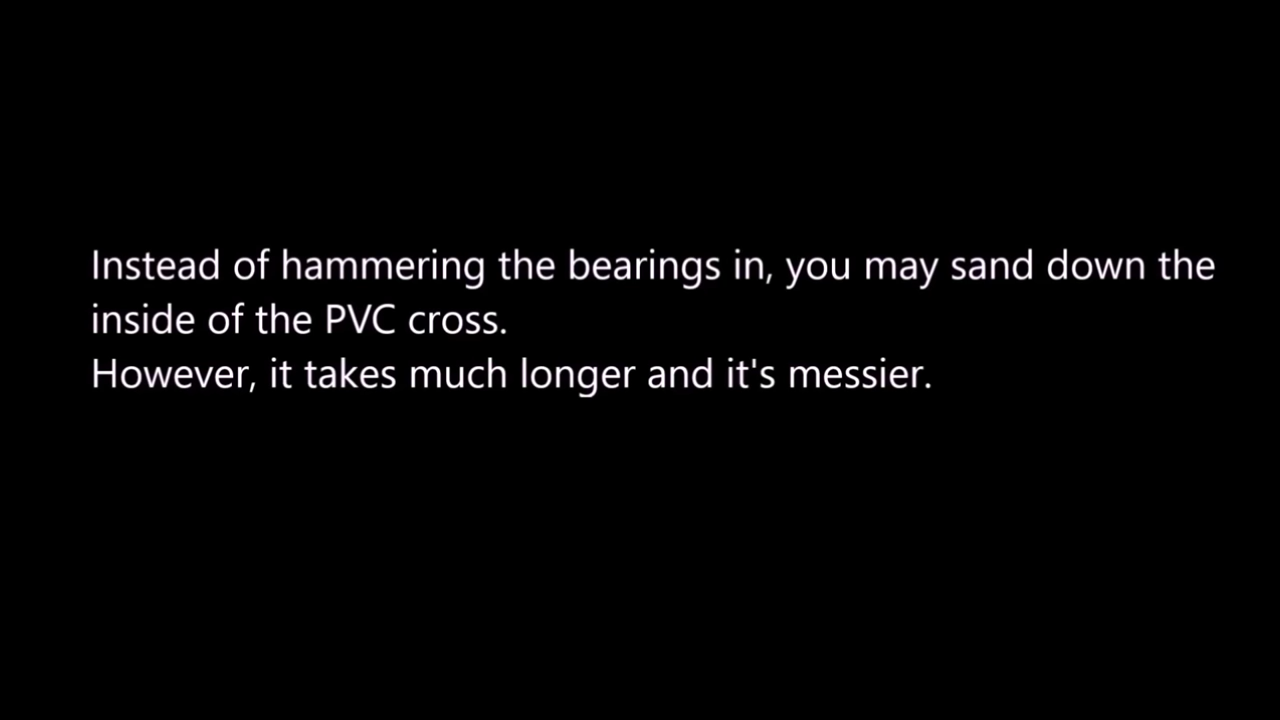 Instead of hammering the bearings in, you may sand down the
inside of the PVC cross.
However, it takes much longer and it's messier.